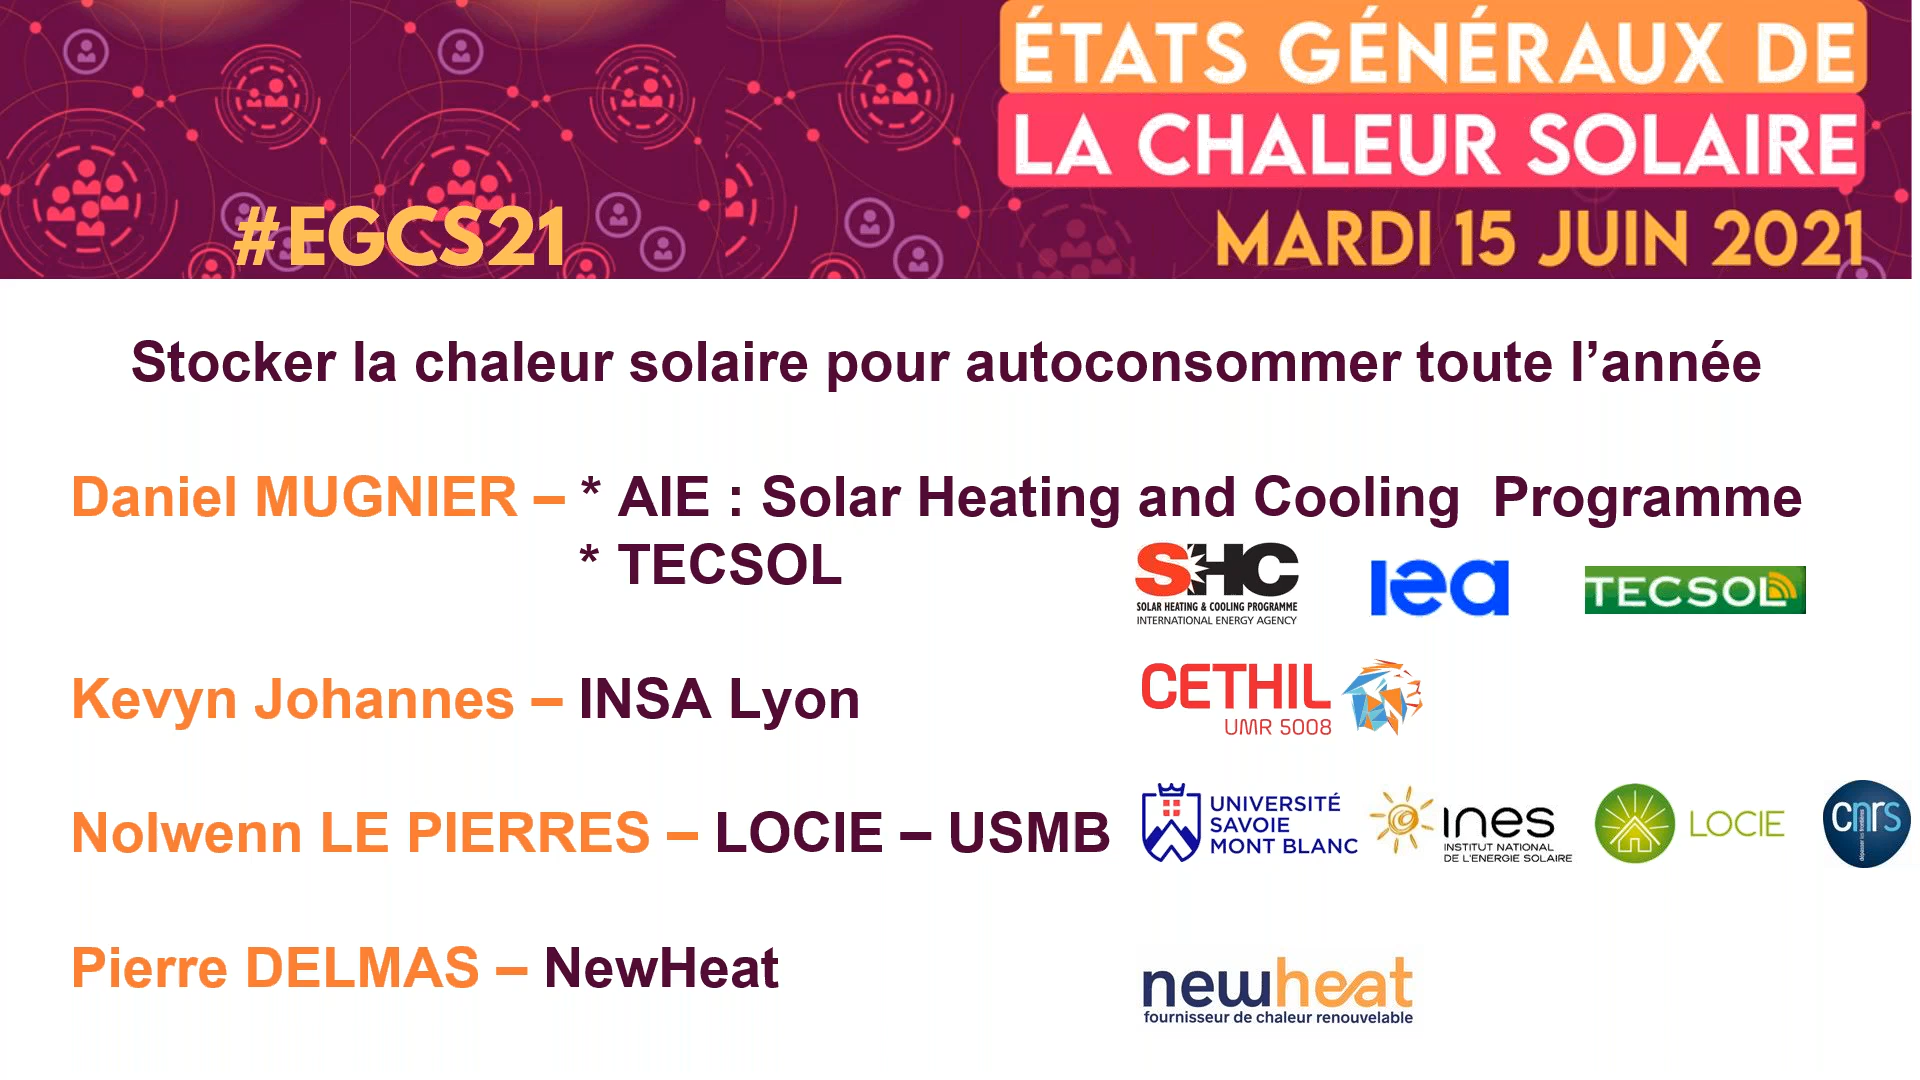 ÉTATS GÉNÉRAUX DE
LA CHALEUR SOLAIRE
#EGCS21
MARDI 15 JUIN 2021
Stocker la chaleur solaire pour autoconsommer toute l’année
Daniel MUGNIER – * AIE : Solar Heating and Cooling Programme
* TECSOL
SHC
SOLAR HEATING & COOLING PROGRAMME
INTERNATIONAL ENERGY AGENCY
iea
TECSOL
Kevyn Johannes – INSA Lyon
CETHIL
UMR 5008
Nolwenn LE PIERRES – LOCIE – USMB
UNIVERSITÉ
SAVOIE
MONT BLANC
ines
INSTITUT NATIONAL
DE L'ENERGIE SOLAIRE
LOCIE
cnrs
dépasser les frontières
Pierre DELMAS – NewHeat
newheat
fournisseur de chaleur renouvelable